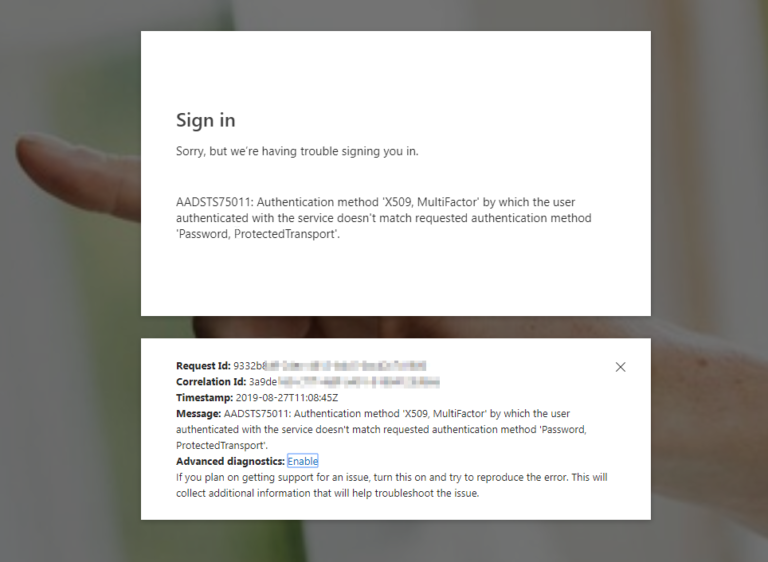 Sign in
Sorry, but we're having trouble signing you in.
AADSTS75011: Authentication method 'X509, MultiFactor' by which the user
authenticated with the service doesn't match requested authentication method
'Password, ProtectedTransport'.
Request Id: 9332b
Correlation Id: 3a9de
Timestamp: 2019-08-27T11:08:45Z
Message: AADSTS75011: Authentication method 'X509, MultiFactor' by which the user
authenticated with the service doesn't match requested authentication method 'Password,
ProtectedTransport'.
Advanced diagnostics: Enable
If you plan on getting support for an issue, turn this on and try to reproduce the error. This will
collect additional information that will help troubleshoot the issue.